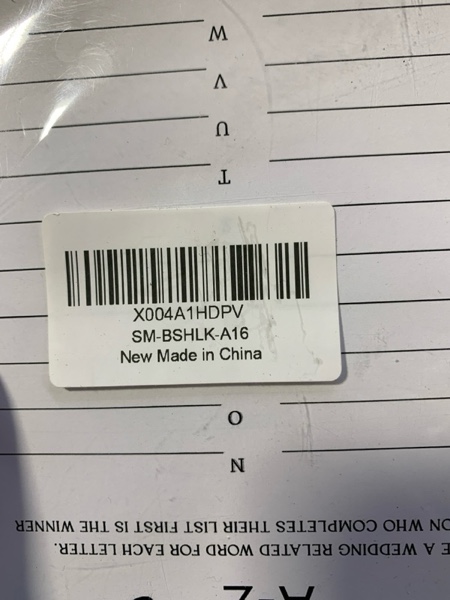 X004A1HDPV
SM-BSHLK-A16
New Made in China
A-Z
E A WEDDING RELATED WORD FOR EACH LETTER.
ON WHO COMPLETES THEIR LIST FIRST IS THE WINNER
N
O
T
U
V
W